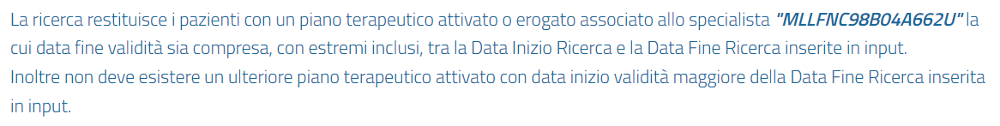 La ricerca restituisce i pazienti con un piano terapeutico attivato o erogato associato allo specialista "MLLFNC98B04A662U" la
cui data fine validità sia compresa, con estremi inclusi, tra la Data Inizio Ricerca e la Data Fine Ricerca inserite in input.
Inoltre non deve esistere un ulteriore piano terapeutico attivato con data inizio validità maggiore della Data Fine Ricerca inserita
in input.